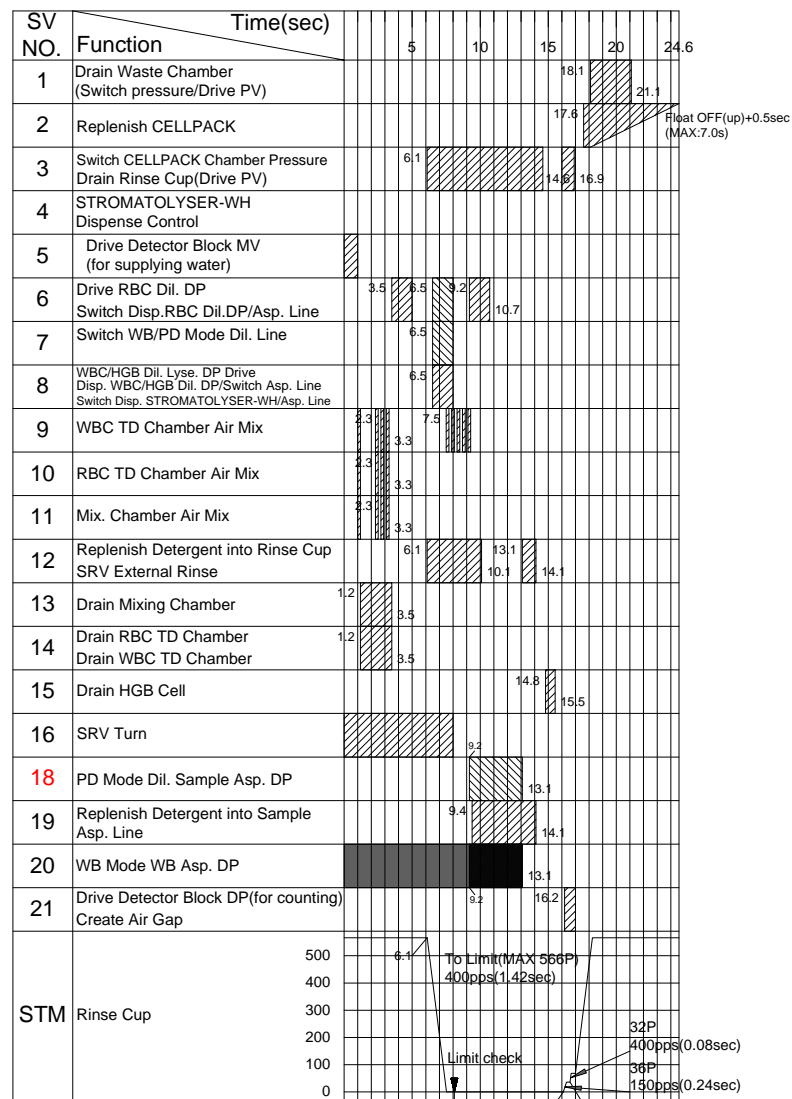 SV
NO.
Time(sec)
Function
5
10
15
20
24.6
1
Drain Waste Chamber
(Switch pressure/Drive PV)
18.1
21.1
2
Replenish CELLPACK
17.6
Float OFF(up)+0.5sec
(MAX:7.0s)
3
Switch CELLPACK Chamber Pressure
Drain Rinse Cup(Drive PV)
6.1
14.6
16.9
4
STROMATOLYSER-WH
Dispense Control
5
Drive Detector Block MV
(for supplying water)
6
Drive RBC Dil. DP
Switch Disp.RBC Dil.DP/Asp. Line
3.5
6.5
9.2
10.7
7
Switch WB/PD Mode Dil. Line
6.5
8
WBC/HGB Dil. Lyse. DP Drive
Disp. WBC/HGB Dil. DP/Switch Asp. Line
Switch Disp. STROMATOLYSER-WH/Asp. Line
6.5
9
WBC TD Chamber Air Mix
2.3
3.3
7.5
10
RBC TD Chamber Air Mix
2.3
3.3
11
Mix. Chamber Air Mix
2.3
3.3
12
Replenish Detergent into Rinse Cup
SRV External Rinse
6.1
10.1
13.1
14.1
13
Drain Mixing Chamber
1.2
3.5
14
Drain RBC TD Chamber
Drain WBC TD Chamber
1.2
3.5
15
Drain HGB Cell
14.8
15.5
16
SRV Turn
18
PD Mode Dil. Sample Asp. DP
9.2
13.1
19
Replenish Detergent into Sample
Asp. Line
9.4
14.1
20
WB Mode WB Asp. DP
9.2
13.1
21
Drive Detector Block DP(for counting)
Create Air Gap
16.2
STM
Rinse Cup
500
400
300
200
100
0
6.1
To Limit(MAX 566P)
400pps(1.42sec)
Limit check
32P
400pps(0.08sec)
36P
150pps(0.24sec)